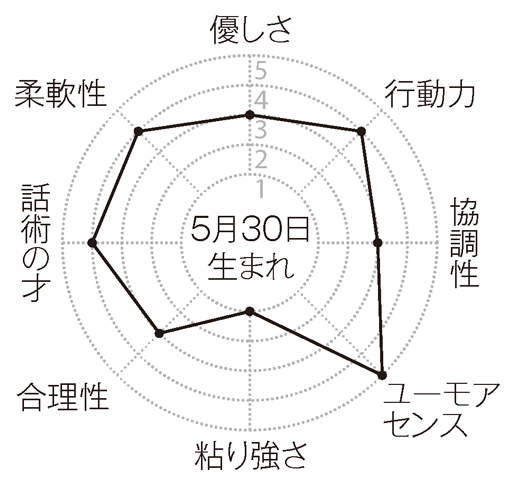 優しさ
柔軟性
行動力
5
4
3
2
1
話術の才
5月30日
生まれ
協調性
合理性
ユーモア
センス
粘り強さ